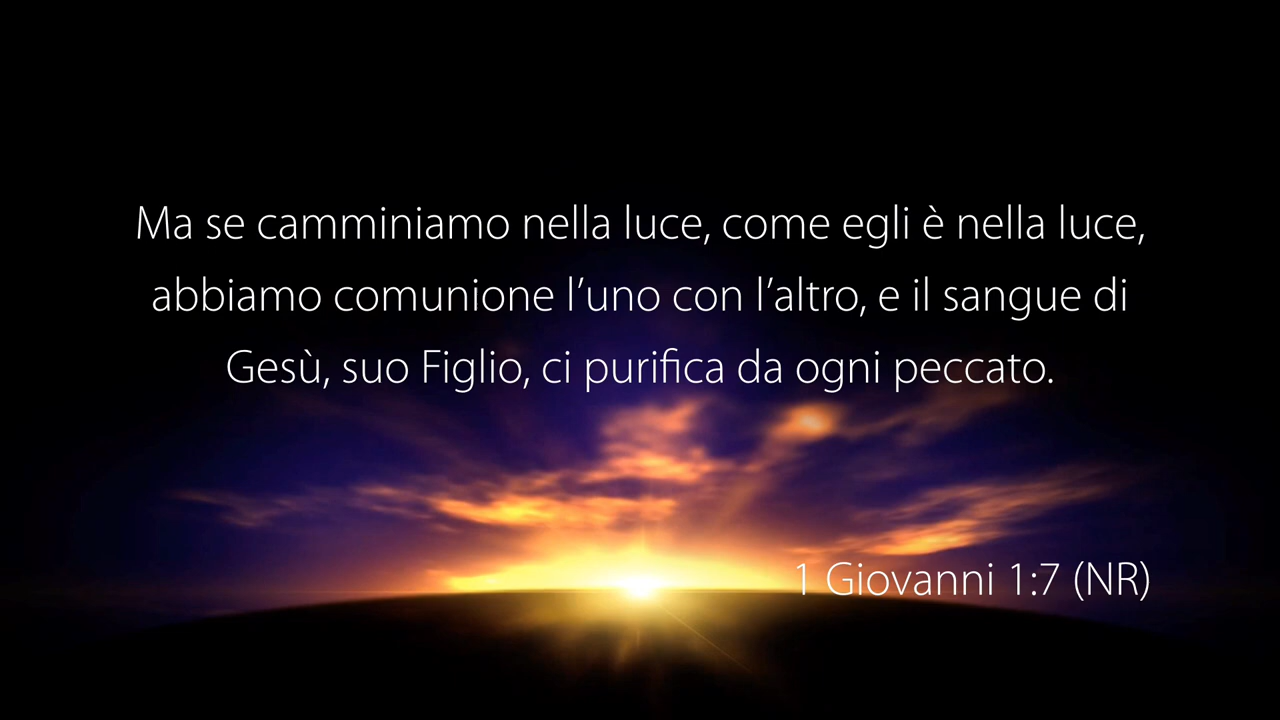 Ma se camminiamo nella luce, come egli è nella luce,
abbiamo comunione l’uno con l’altro, e il sangue di
Gesù, suo Figlio, ci purifica da ogni peccato.
1 Giovanni 1:7 (NR)